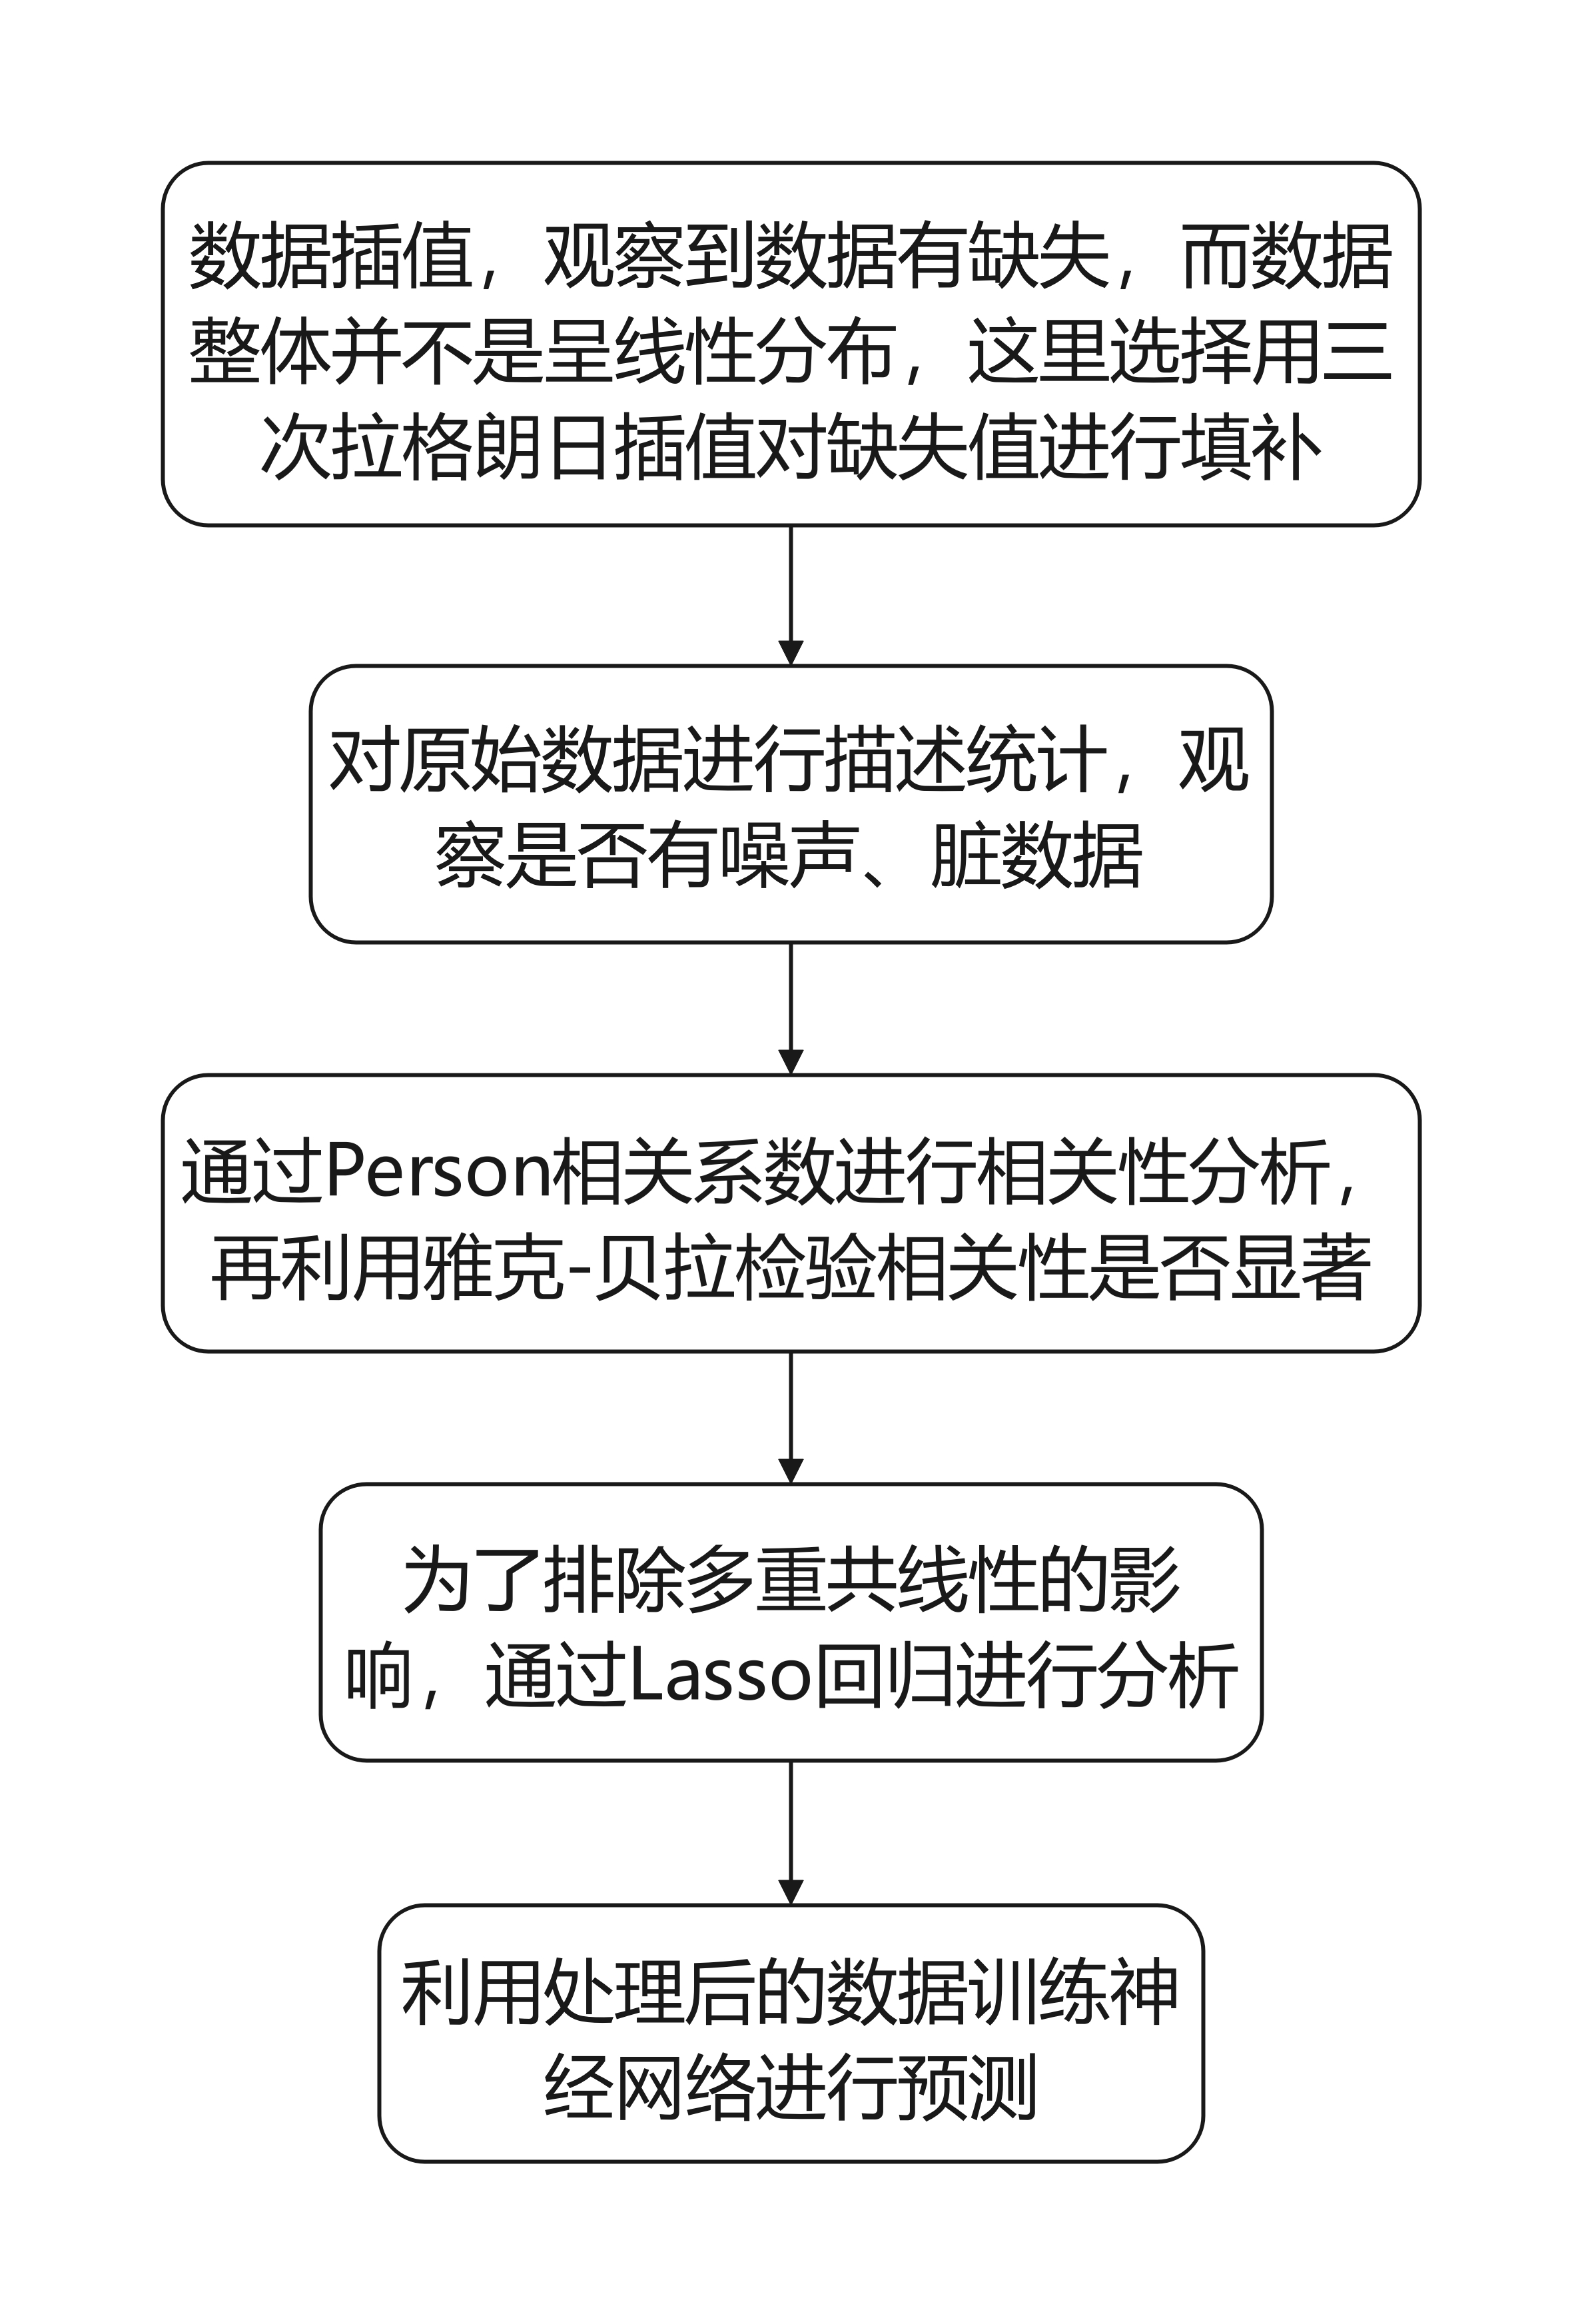 数据插值，观察到数据有缺失，而数据
整体并不是呈线性分布，这里选择用三
次拉格朗日插值对缺失值进行填补
对原始数据进行描述统计，观
察是否有噪声、脏数据
通过Person相关系数进行相关性分析，
再利用雅克-贝拉检验相关性是否显著
为了排除多重共线性的影
响，通过Lasso回归进行分析
利用处理后的数据训练神
经网络进行预测